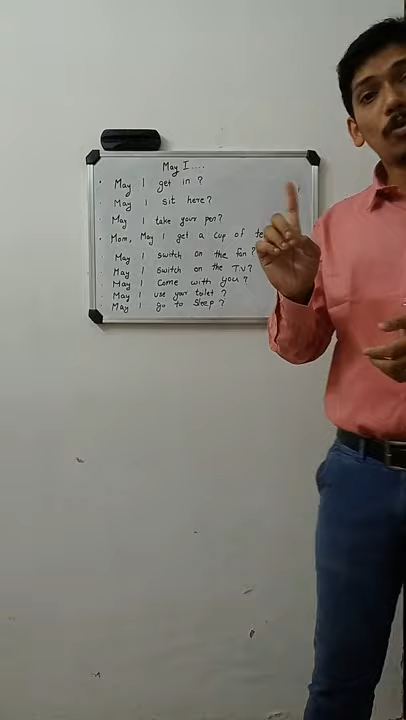 May I ....
May I get in ?
May I sit here ?
May I take your pen ?
Mom, May I get a cup of
May I switch on the fan ?
May I switch on the T.V ?
May I Come with you ?
May I use your toilet ?
May I go to sleep ?